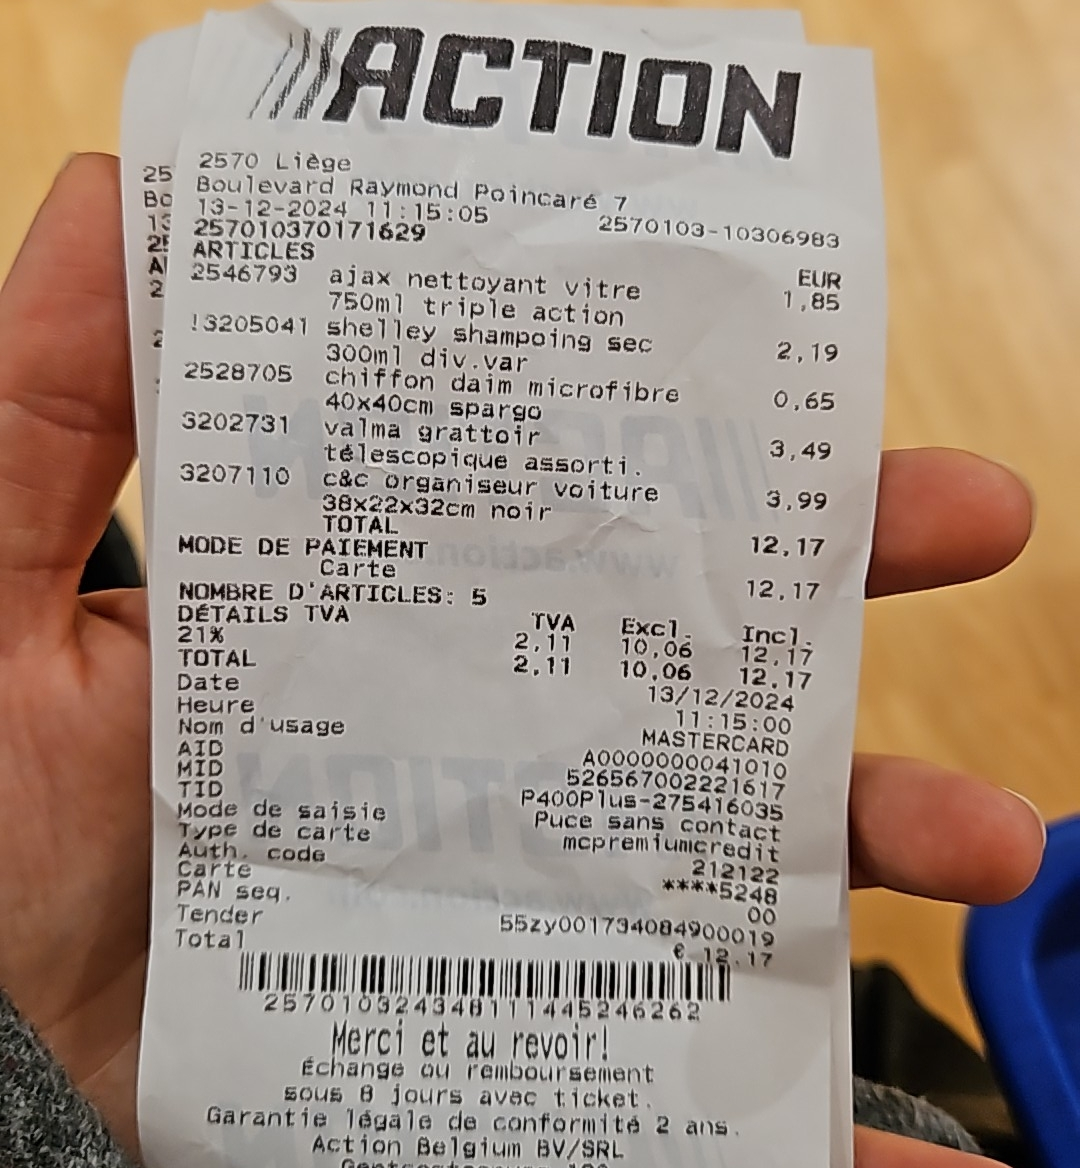 ACTION
2570 Liège
Boulevard Raymond Poincaré 7
13-12-2024 11:15:05 2570103-10306983
257010370171629
ARTICLES EUR
2546793 ajax nettoyant vitre 1,85
750ml triple action
!3205041 shelley shampoing sec 2,19
300ml div.var
2528705 chiffon daim microfibre 0,65
40x40cm spargo
3202731 valma grattoir 3,49
télescopique assorti.
3207110 c&c organiseur voiture 3,99
38x22x32cm noir
TOTAL 12,17
MODE DE PAIEMENT
Carte 12,17
NOMBRE D'ARTICLES: 5
DÉTAILS TVA TVA Excl. Incl.
21% 2,11 10,06 12,17
TOTAL 2,11 10,06 12,17
Date 13/12/2024
Heure 11:15:00
Nom d'usage MASTERCARD
AID A0000000041010
MID 526567002221617
TID P400Plus-275416035
Mode de saisie Puce sans contact
Type de carte mcpremiumcredit
Auth. code 212122
Carte ****5248
PAN seq. 00
Tender 55zy001734084900019
Total € 12.17
257010324348111445246262
Merci et au revoir!
Échange ou remboursement
sous 8 jours avec ticket.
Garantie légale de conformité 2 ans.
Action Belgium BV/SRL